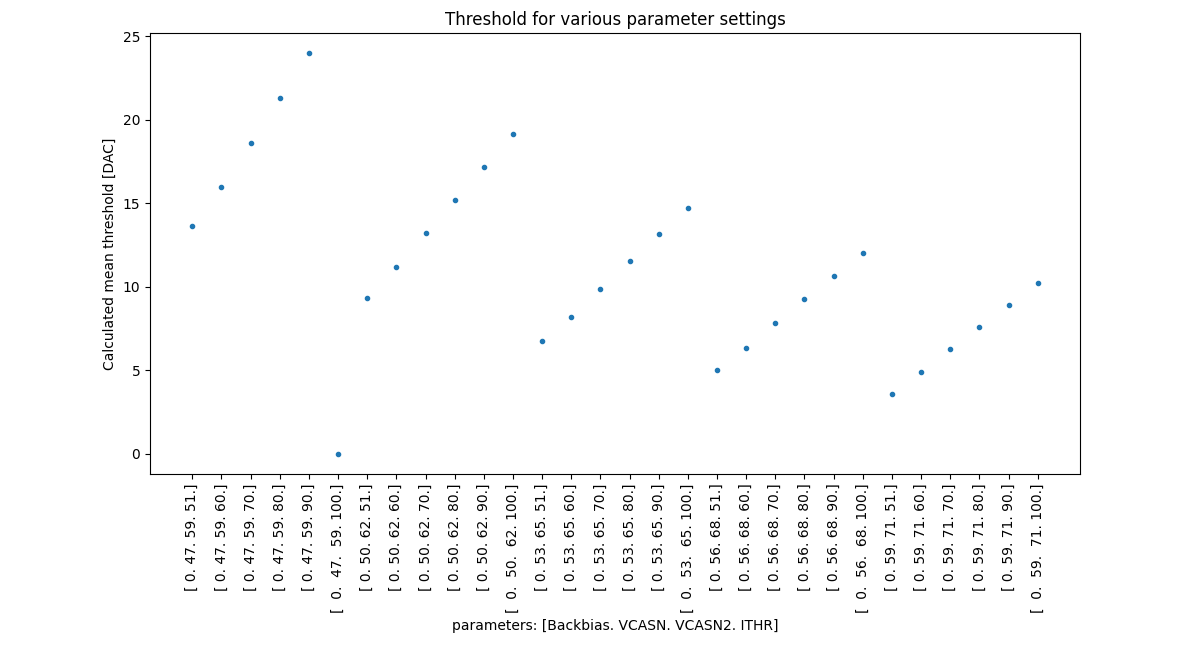 Threshold for various parameter settings
Calculated mean threshold [DAC]
25
20
15
10
5
0
[ 0. 47. 59. 51.]
[ 0. 47. 59. 60.]
[ 0. 47. 59. 70.]
[ 0. 47. 59. 80.]
[ 0. 47. 59. 90.]
[  0.  47.  59. 100.]
[ 0. 50. 62. 51.]
[ 0. 50. 62. 60.]
[ 0. 50. 62. 70.]
[ 0. 50. 62. 80.]
[ 0. 50. 62. 90.]
[  0.  50.  62. 100.]
[ 0. 53. 65. 51.]
[ 0. 53. 65. 60.]
[ 0. 53. 65. 70.]
[ 0. 53. 65. 80.]
[ 0. 53. 65. 90.]
[  0.  53.  65. 100.]
[ 0. 56. 68. 51.]
[ 0. 56. 68. 60.]
[ 0. 56. 68. 70.]
[ 0. 56. 68. 80.]
[ 0. 56. 68. 90.]
[  0.  56.  68. 100.]
[ 0. 59. 71. 51.]
[ 0. 59. 71. 60.]
[ 0. 59. 71. 70.]
[ 0. 59. 71. 80.]
[ 0. 59. 71. 90.]
[  0.  59.  71. 100.]
parameters: [Backbias. VCASN. VCASN2. ITHR]